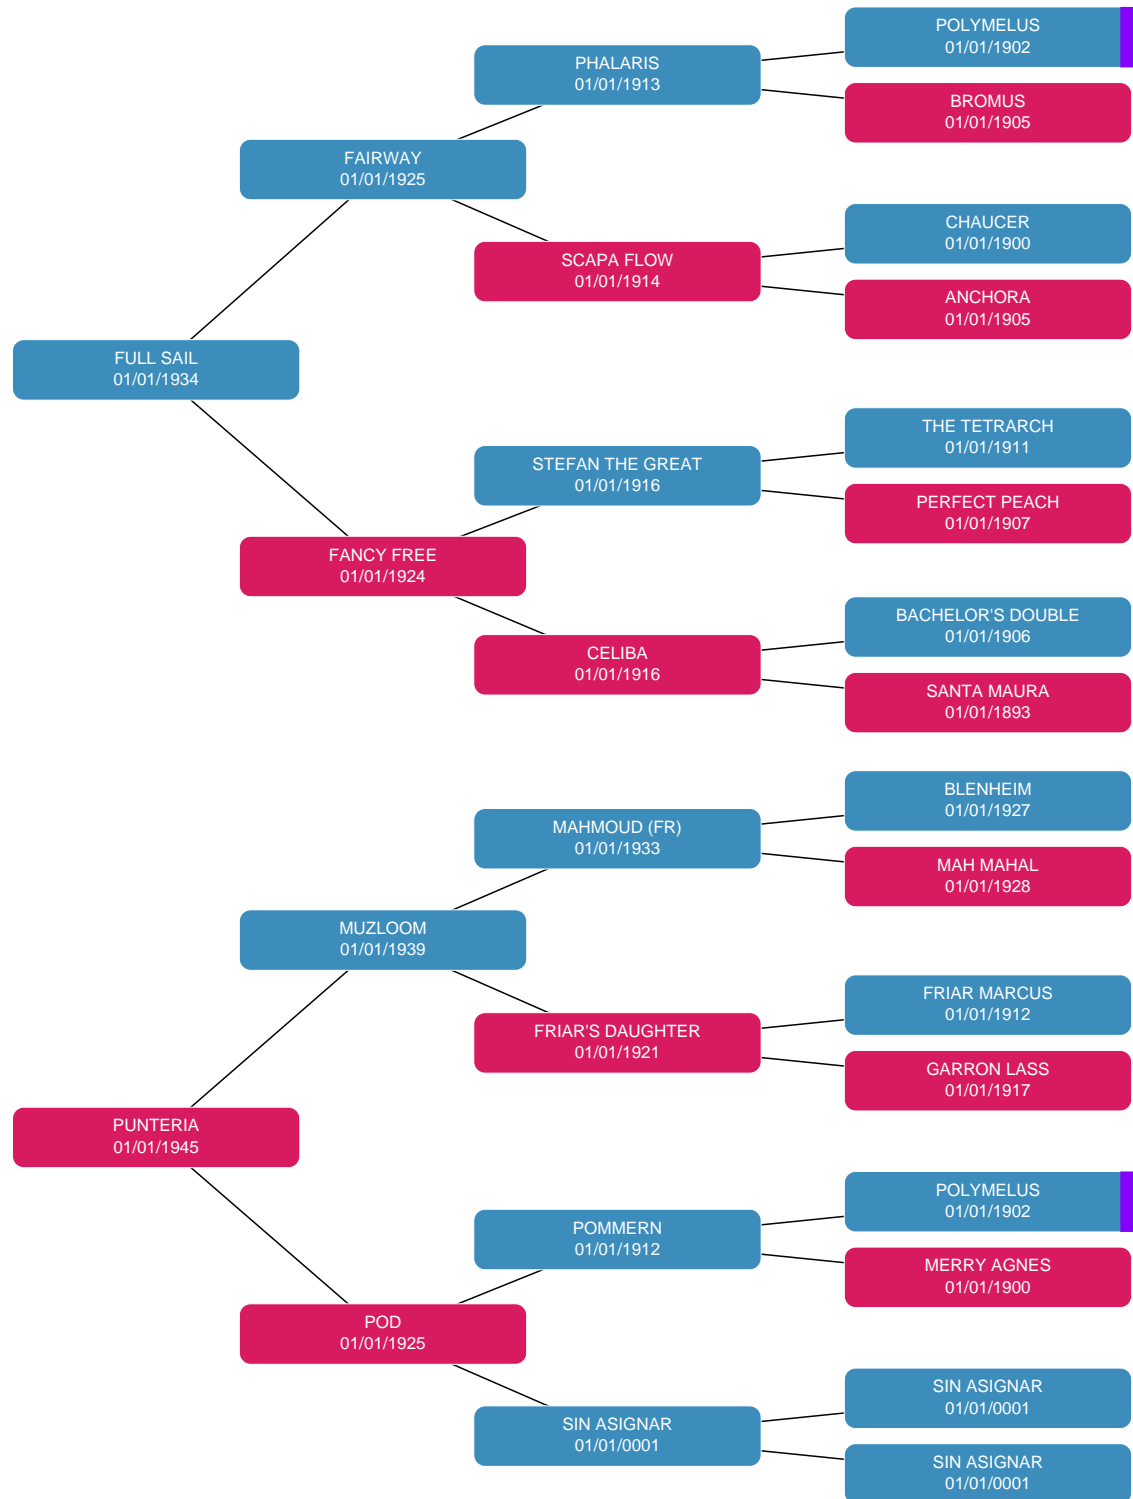 POLYMELUS
01/01/1902
PHALARIS
01/01/1913
BROMUS
01/01/1905
FAIRWAY
01/01/1925
CHAUCER
01/01/1900
SCAPA FLOW
01/01/1914
ANCHORA
01/01/1905
FULL SAIL
01/01/1934
THE TETRARCH
01/01/1911
STEFAN THE GREAT
01/01/1916
PERFECT PEACH
01/01/1907
FANCY FREE
01/01/1924
BACHELOR'S DOUBLE
01/01/1906
CELIBA
01/01/1916
SANTA MAURA
01/01/1893
BLENHEIM
01/01/1927
MAHMOUD (FR)
01/01/1933
MAH MAHAL
01/01/1928
MUZLOOM
01/01/1939
FRIAR MARCUS
01/01/1912
FRIAR'S DAUGHTER
01/01/1921
GARRON LASS
01/01/1917
PUNTERIA
01/01/1945
POLYMELUS
01/01/1902
POMMERN
01/01/1912
MERRY AGNES
01/01/1900
POD
01/01/1925
SIN ASIGNAR
01/01/0001
SIN ASIGNAR
01/01/0001
SIN ASIGNAR
01/01/0001